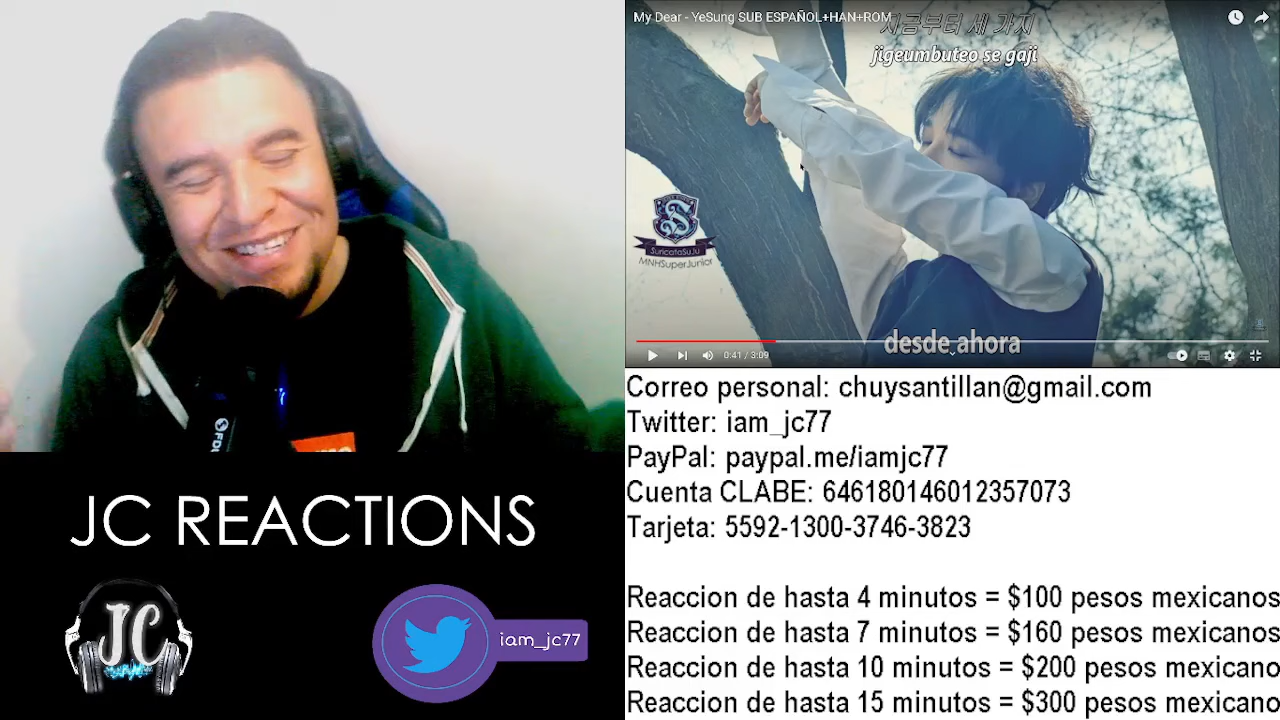 My Dear - YeSung SUB ESPAÑOL+HAN+ROM
지금부터 세 가지
jigeumbuteo se gaji
SuricataSuJu
MNHSuperJunior
desde ahora
0:41 / 3:09
Correo personal: chuysantillan@gmail.com
Twitter: iam_jc77
PayPal: paypal.me/iamjc77
Cuenta CLABE: 646180146012357073
Tarjeta: 5592-1300-3746-3823
Reaccion de hasta 4 minutos = $100 pesos mexicanos
Reaccion de hasta 7 minutos = $160 pesos mexicanos
Reaccion de hasta 10 minutos = $200 pesos mexicano
Reaccion de hasta 15 minutos = $300 pesos mexicano
JC REACTIONS
JC
iam_jc77